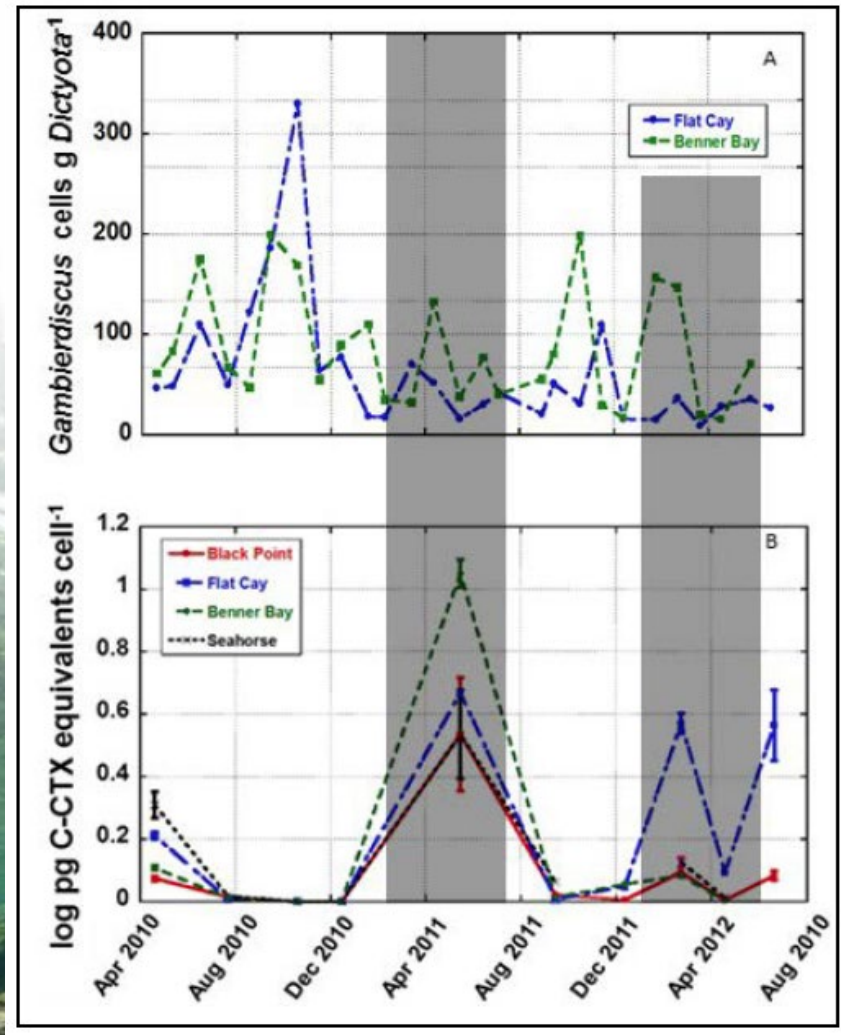 Gambierdiscus cells g Dictyota-1
400
300
200
100
0
A
Flat Cay
Benner Bay
log pg C-CTX equivalents cell-1
1.2
1
0.8
0.6
0.4
0.2
0
B
Black Point
Flat Cay
Benner Bay
Seahorse
Apr 2010
Aug 2010
Dec 2010
Apr 2011
Aug 2011
Dec 2011
Apr 2012
Aug 2010